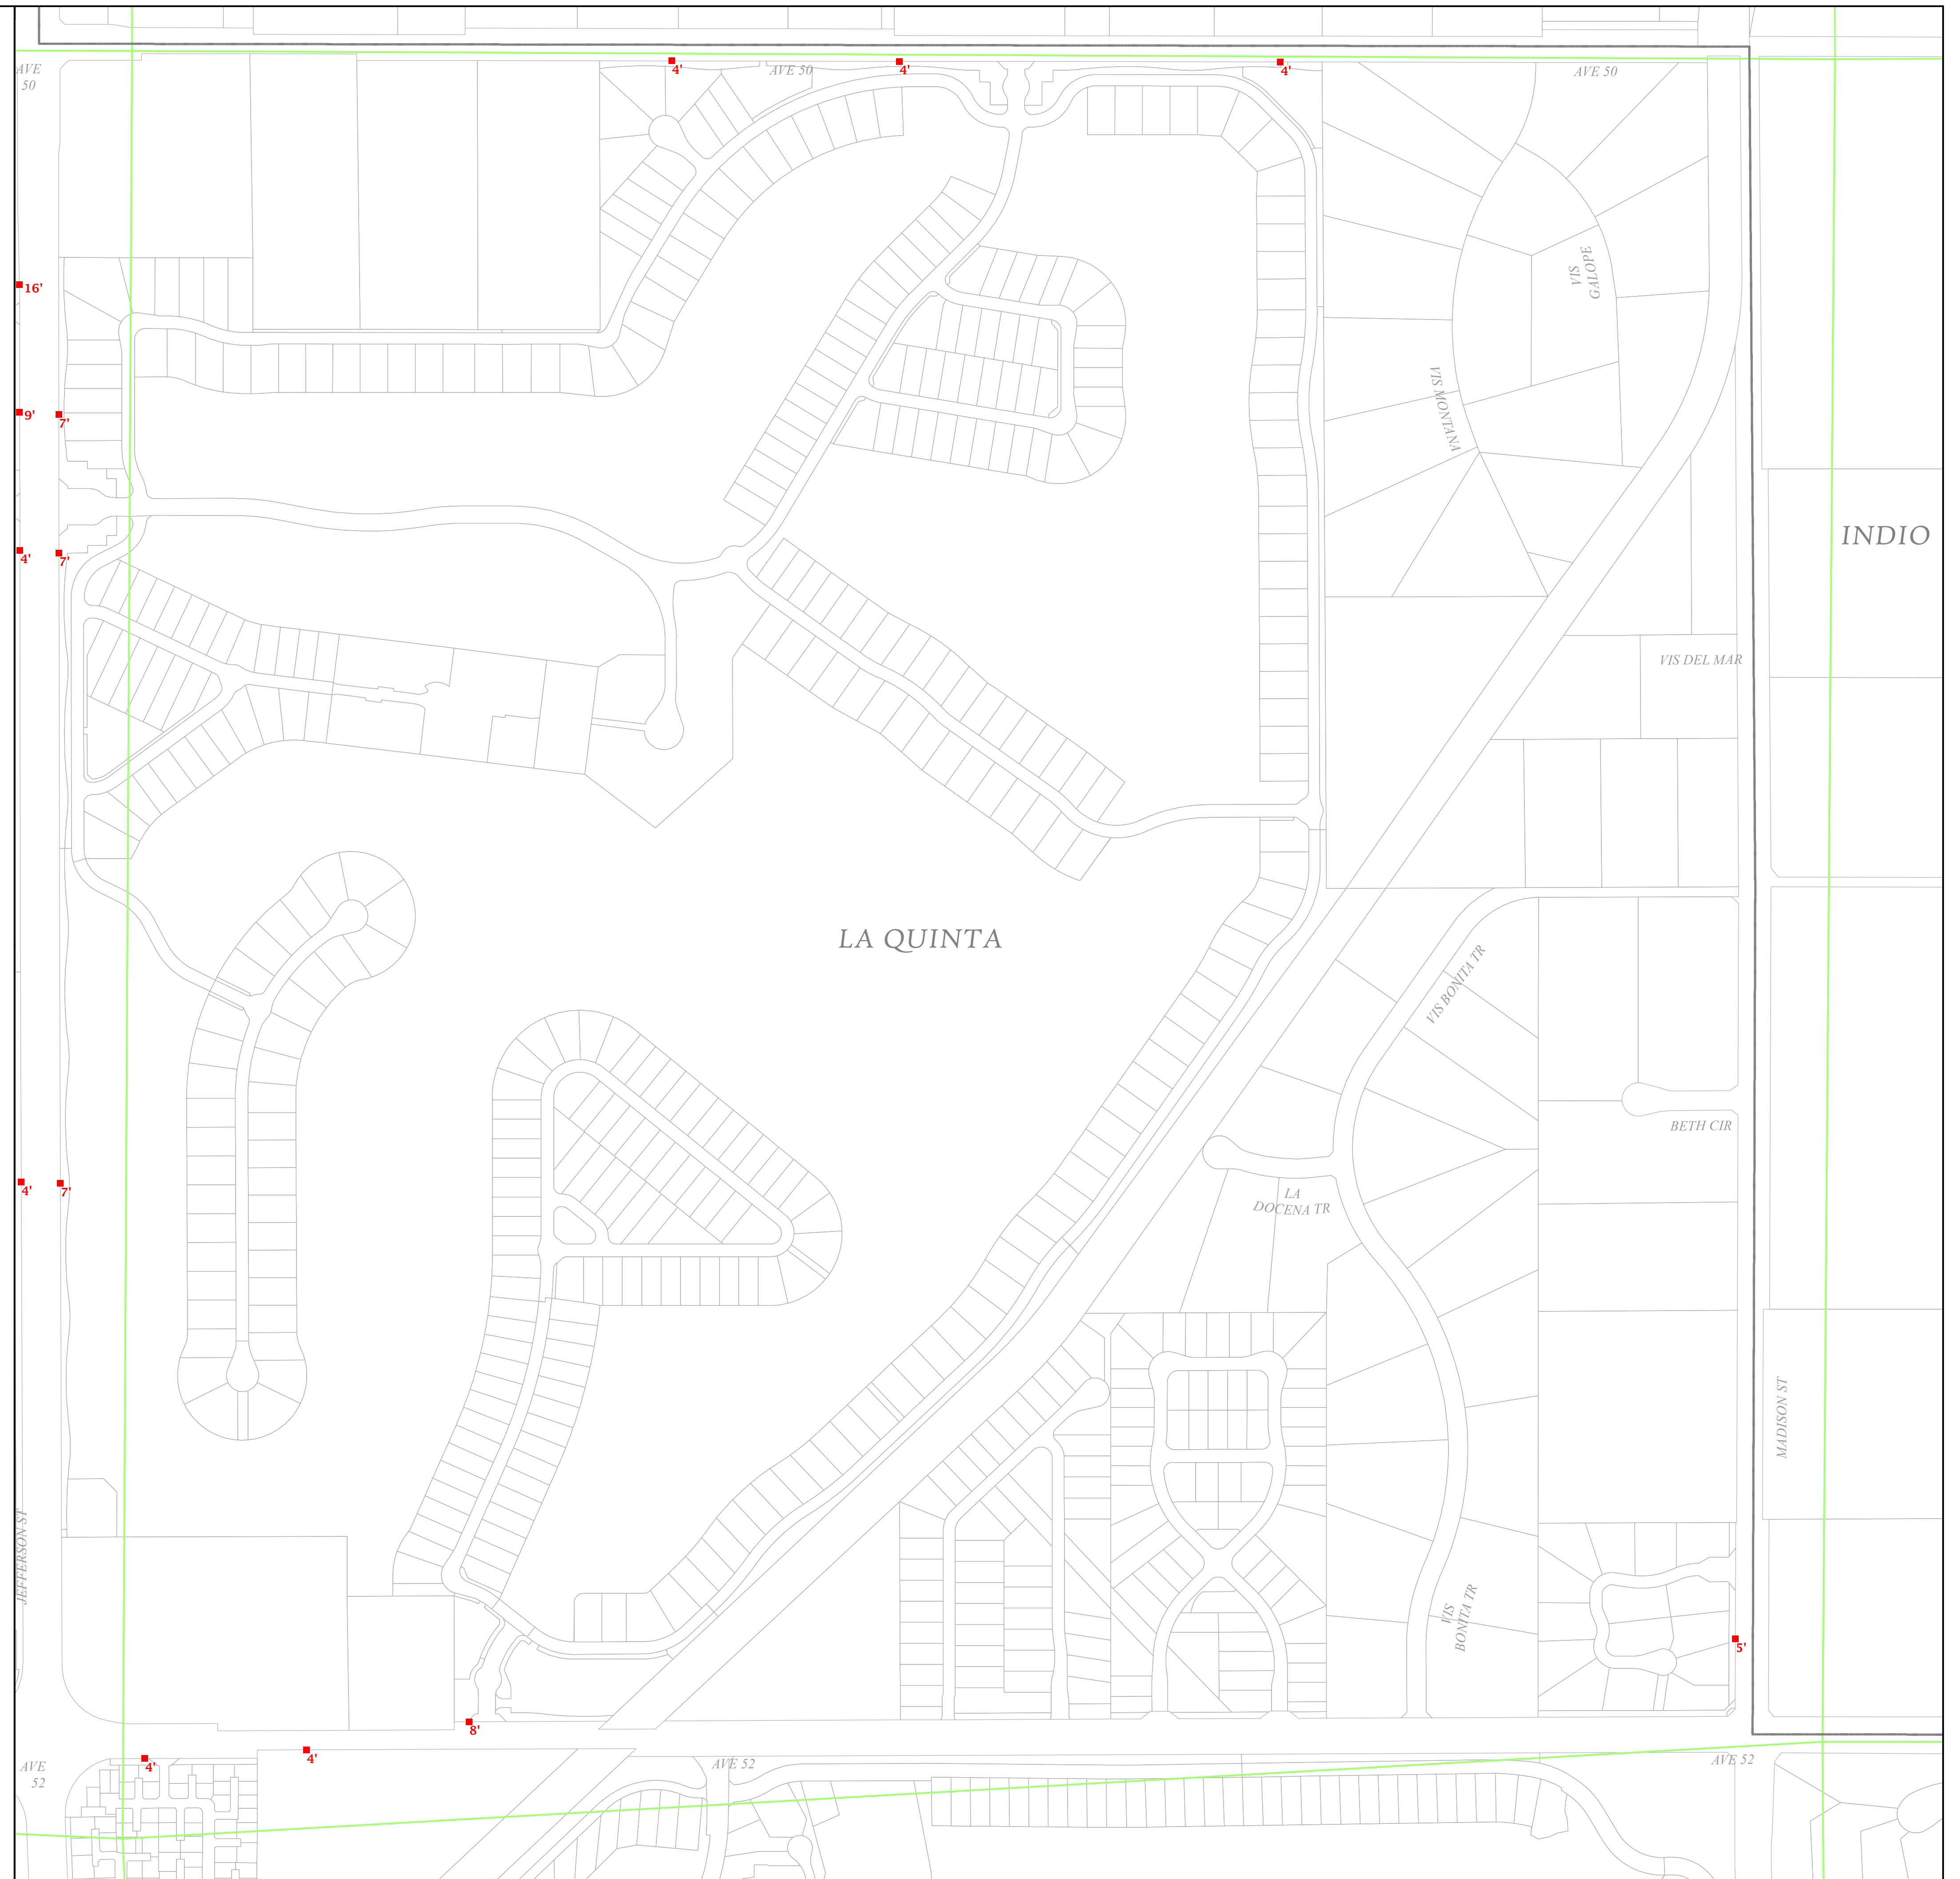 AVE
50
4'
AVE 50
4'
4'
AVE 50
16'
VIS
GALOPE
9'
7'
VIS MONTANA
4'
7'
INDIO
VIS DEL MAR
LA QUINTA
VIS BONITA TR
BETH CIR
4'
7'
LA
DOCENA TR
MADISON ST
JEFFERSON ST
VIS
BONITA TR
5'
8'
4'
4'
AVE
52
AVE 52
AVE 52